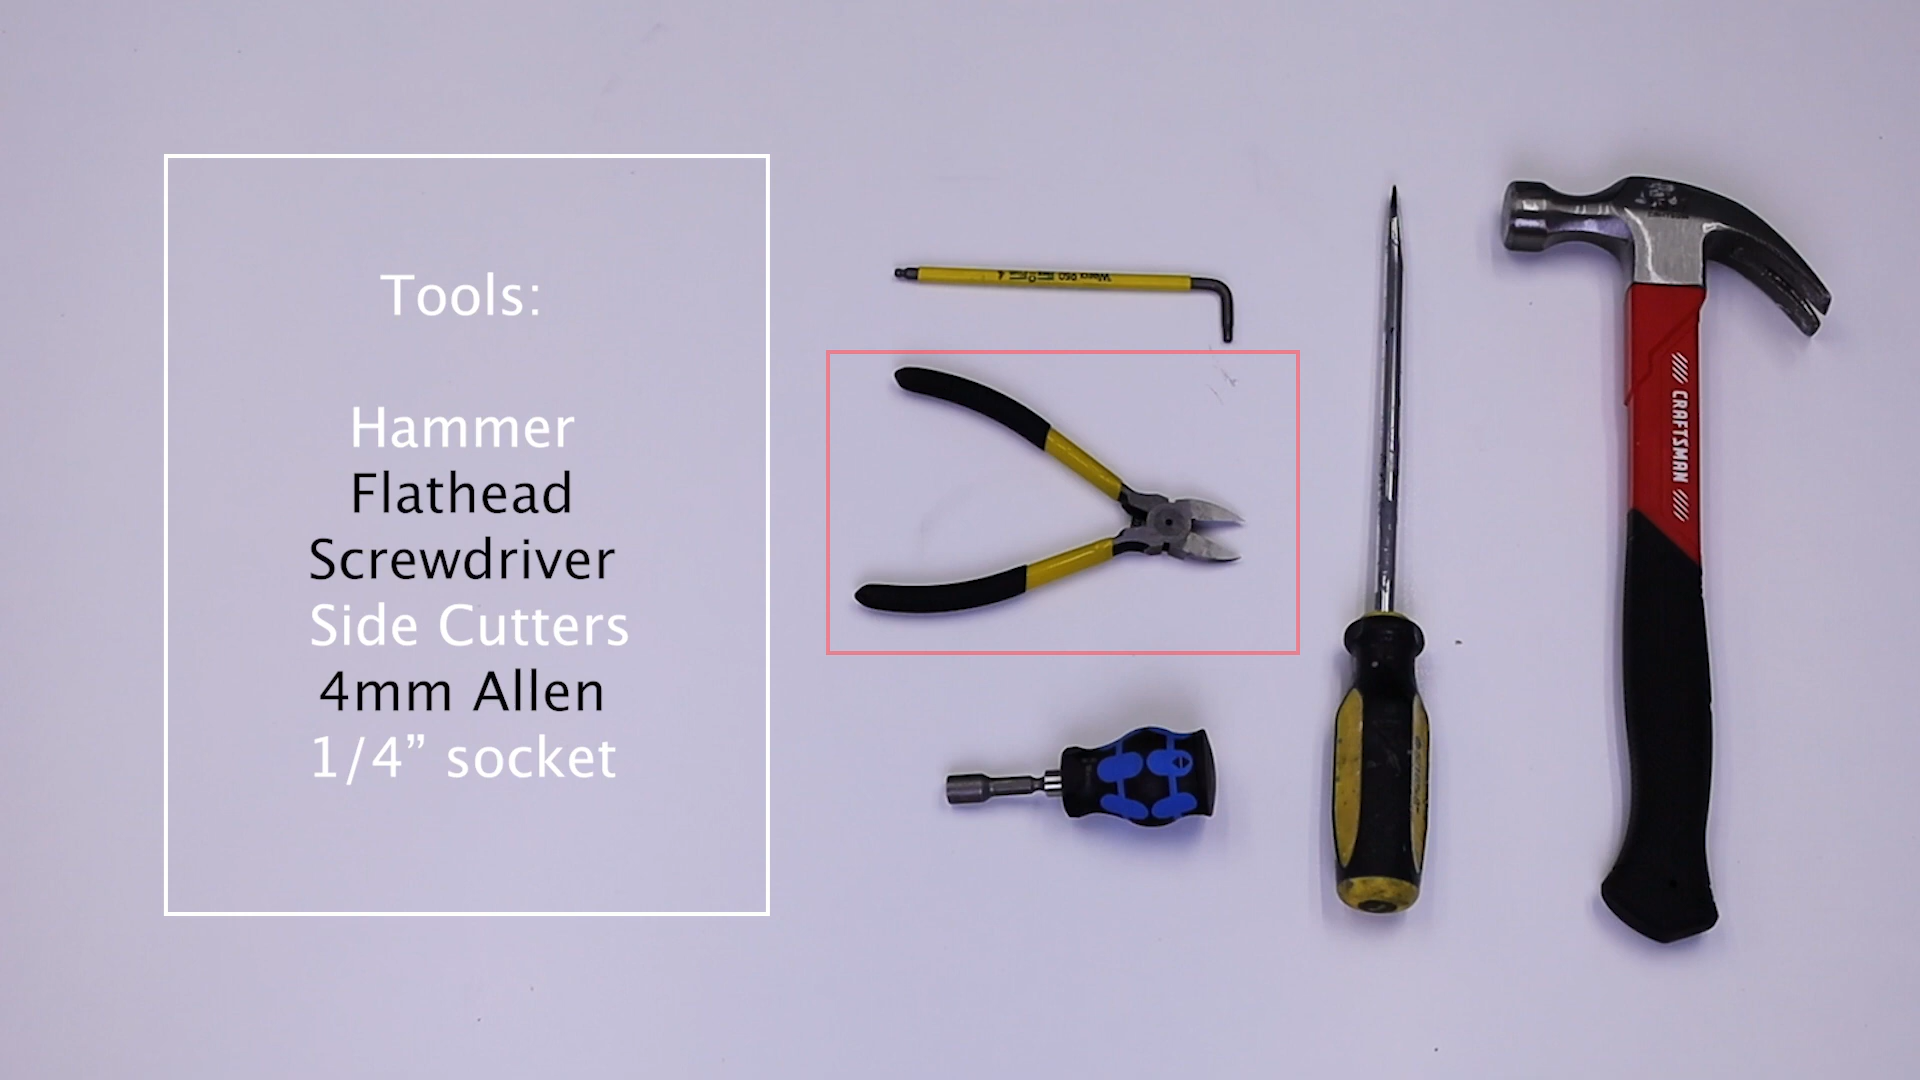 Tools:
Hammer
Flathead
Screwdriver
Side Cutters
4mm Allen
1/4” socket
CRAFTSMAN